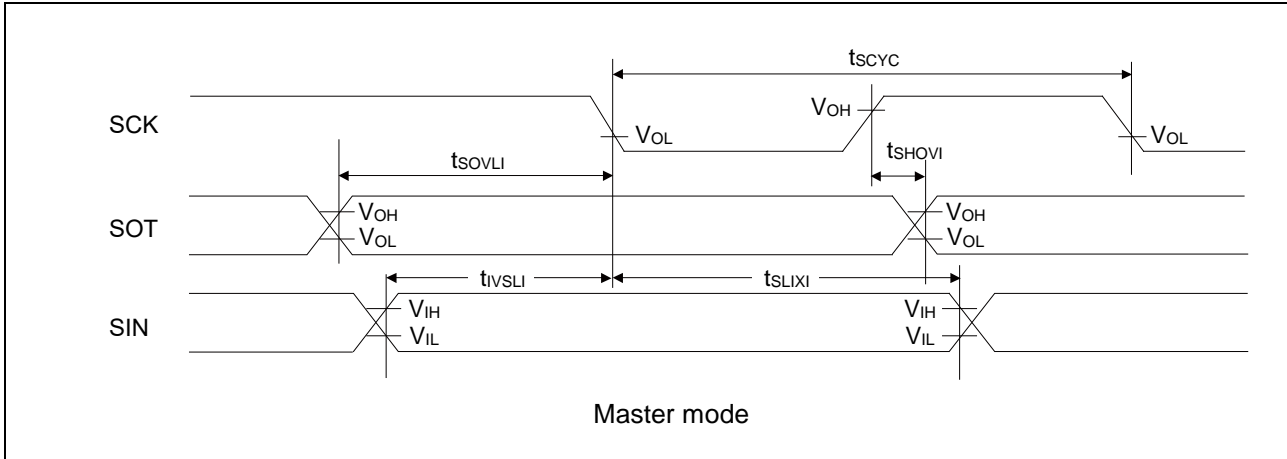 tSCYC
SCK
VOH
VOL
VOL
tSHOVI
tSOVLI
SOT
VOH
VOL
VOH
VOL
tIVSLI
tSLIXI
SIN
VIH
VIL
VIH
VIL
Master mode